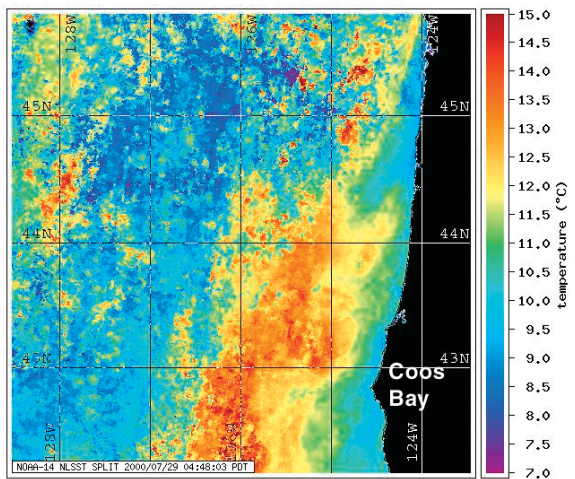 128W
126W
124W
45N
45N
44N
44N
43N
43N
Coos
Bay
128W
126W
124W
NOAA-14 NLSST SPLIT 2000/07/29 04:48:03 PDT
15.0
14.5
14.0
13.5
13.0
12.5
12.0
11.5
11.0
10.5
10.0
9.5
9.0
8.5
8.0
7.5
7.0
temperature (°C)